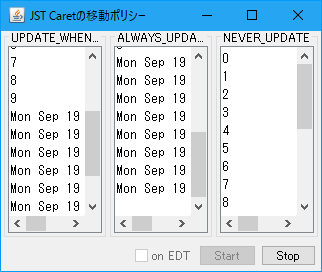 JST Caretの移動ポリシー
UPDATE_WHEN...
7
8
9
Mon Sep 19
Mon Sep 19
Mon Sep 19
Mon Sep 19
Mon Sep 19
Mon Sep 19
ALWAYS_UPDA...
Mon Sep 19
Mon Sep 19
Mon Sep 19
Mon Sep 19
Mon Sep 19
Mon Sep 19
Mon Sep 19
Mon Sep 19
NEVER_UPDATE
0
1
2
3
4
5
6
7
8
on EDT
Start
Stop